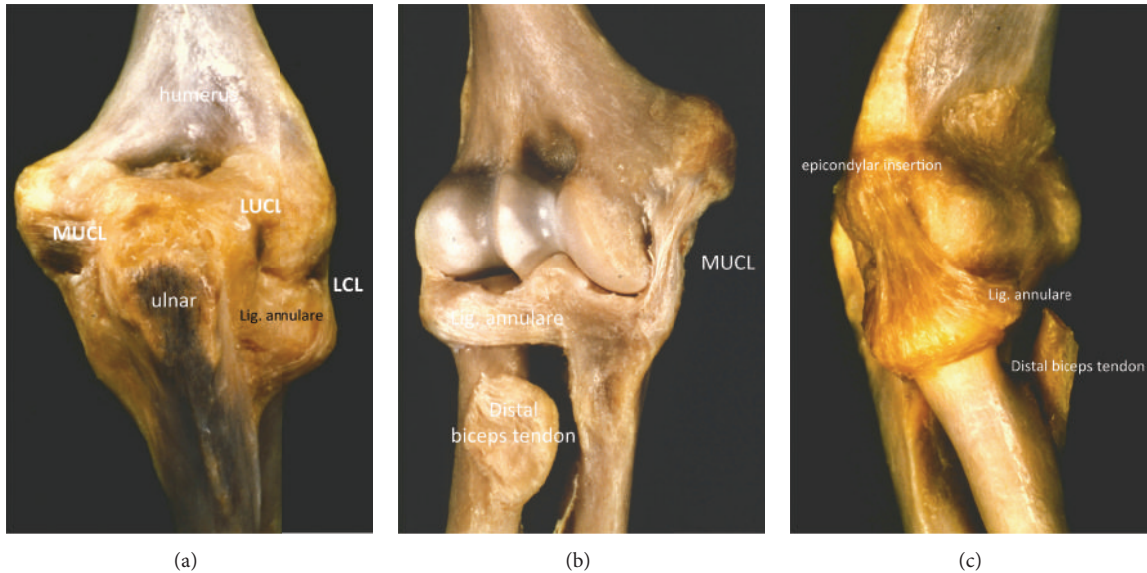 humerus
LUCL
MUCL
LCL
ulnar
Lig. annulare
MUCL
Lig. annulare
Distal
biceps tendon
epicondylar insertion
Lig. annulare
Distal biceps tendon
(a)
(b)
(c)